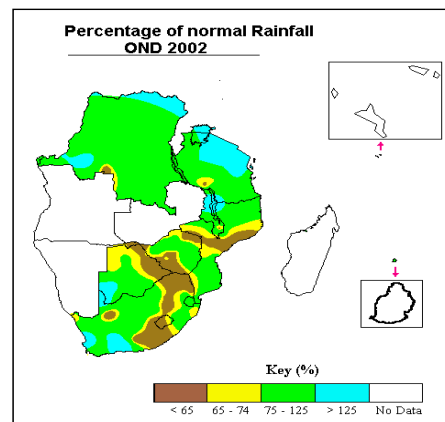 Percentage of normal Rainfall
OND 2002
Key (%)
< 65 65 - 74 75 - 125 > 125 No Data